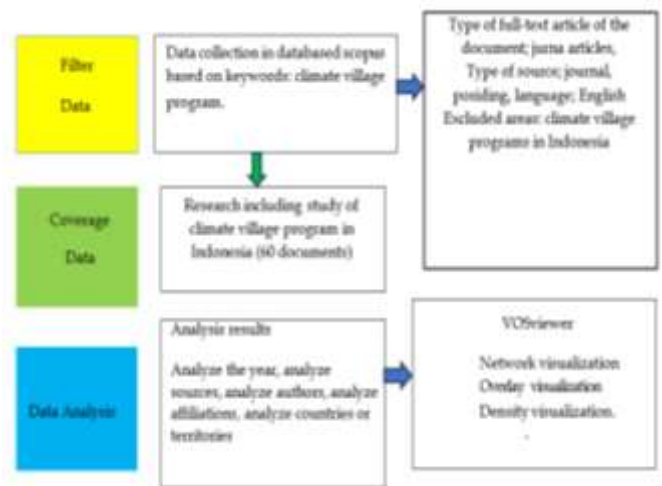 Filter
Data
Data collection in databased scopus
based on keywords: climate village
program.
Type of full-text article of the
document; jurna articles,
Type of source; journal,
posiding, language; English
Excluded areas: climate village
programs in Indonesia
Coverage
Data
Research including study of
climate village program in
Indonesia (60 documents)
Data Analysis
Analysis results
Analyze the year, analyze
sources, analyze authors, analyze
affiliations, analyze countries or
territories
VOSviewer
Network visualization
Overlay visualization
Density visualization.
.